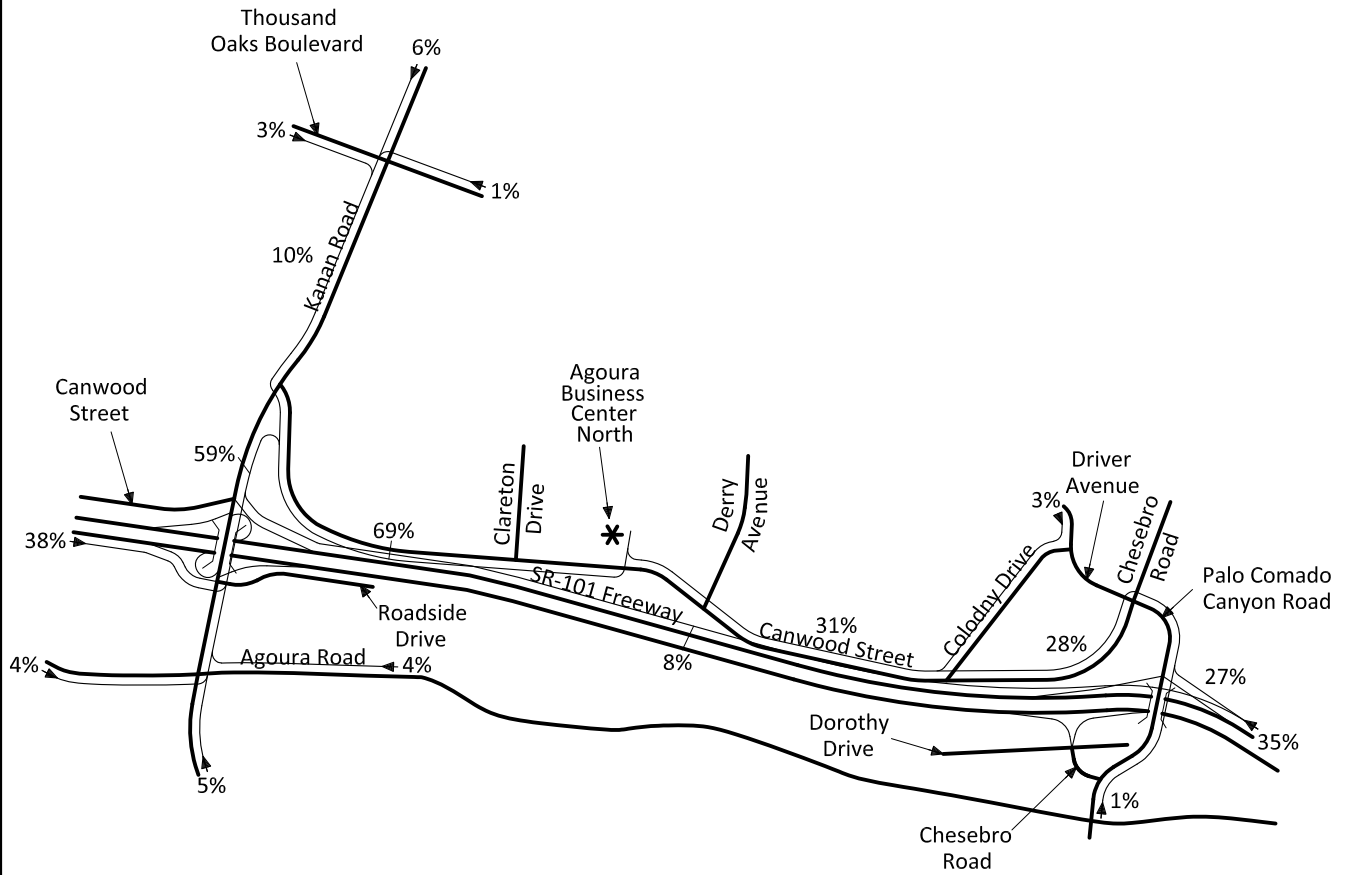 Thousand
Oaks Boulevard
6%
3%
1%
Kanan Road
10%
Canwood
Street
59%
38%
69%
Clareton
Drive
Agoura
Business
Center
North
Derry
Avenue
SR-101 Freeway
Roadside
Drive
4%
Agoura Road
4%
5%
8%
31%
Canwood Street
Colodny Drive
3%
Driver
Avenue
Chesebro
Road
Palo Comado
Canyon Road
28%
27%
35%
Dorothy
Drive
1%
Chesebro
Road